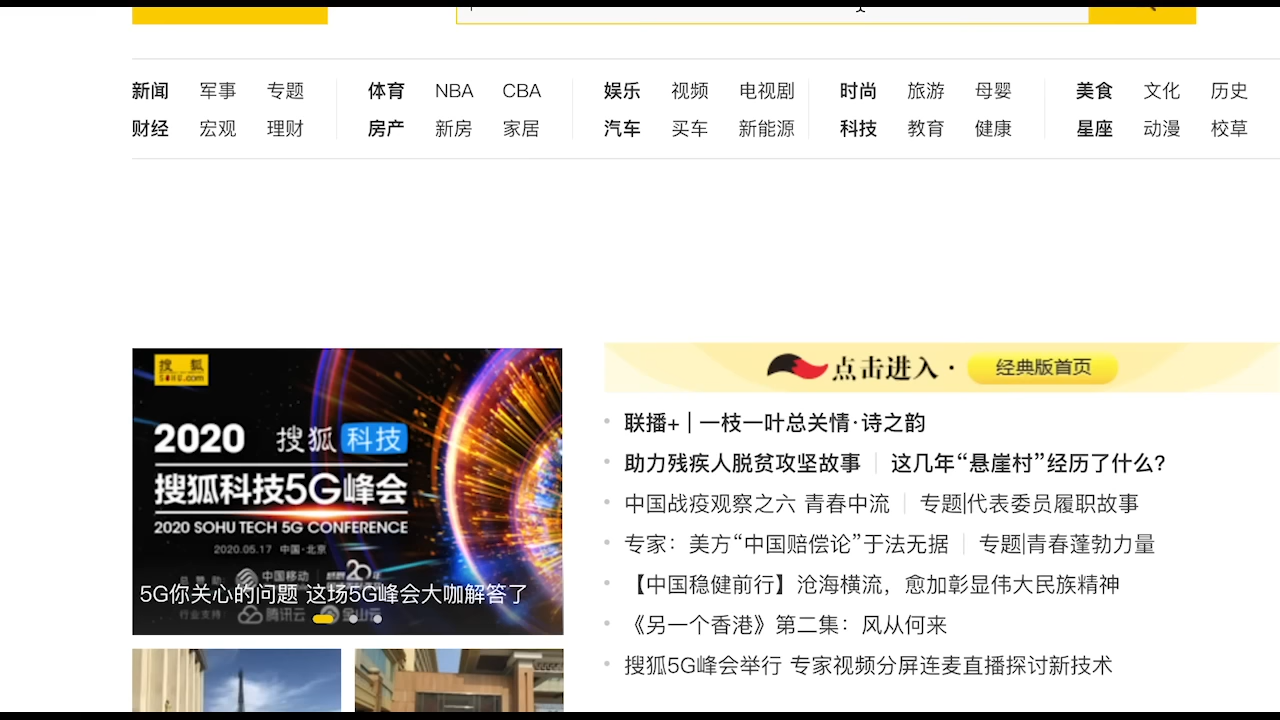 新闻 军事 专题 体育 NBA CBA 娱乐 视频 电视剧 时尚 旅游 母婴 美食 文化 历史
财经 宏观 理财 房产 新房 家居 汽车 买车 新能源 科技 教育 健康 星座 动漫 校草
搜狐
SOHU.com
2020 搜狐 科技
搜狐科技5G峰会
2020 SOHU TECH 5G CONFERENCE
2020.05.17 中国·北京
中国移动
5G你关心的问题 这场5G峰会大咖解答了
行业支持: 腾讯云 金山云
点击进入· 经典版首页
联播+ | 一枝一叶总关情·诗之韵
助力残疾人脱贫攻坚故事 | 这几年“悬崖村”经历了什么?
中国战疫观察之六 青春中流 | 专题|代表委员履职故事
专家：美方“中国赔偿论”于法无据 | 专题|青春蓬勃力量
【中国稳健前行】沧海横流，愈加彰显伟大民族精神
《另一个香港》第二集：风从何来
搜狐5G峰会举行 专家视频分屏连麦直播探讨新技术